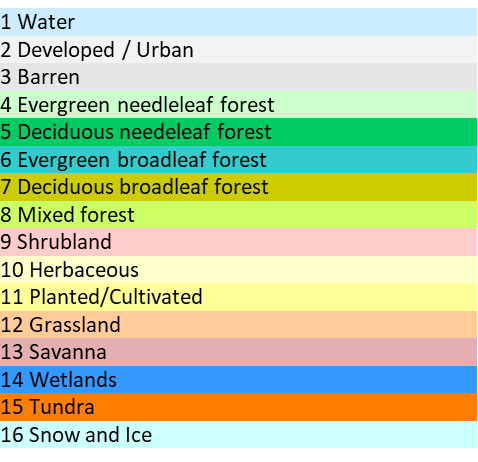 1 Water
2 Developed / Urban
3 Barren
4 Evergreen needleleaf forest
5 Deciduous needeleaf forest
6 Evergreen broadleaf forest
7 Deciduous broadleaf forest
8 Mixed forest
9 Shrubland
10 Herbaceous
11 Planted/Cultivated
12 Grassland
13 Savanna
14 Wetlands
15 Tundra
16 Snow and Ice